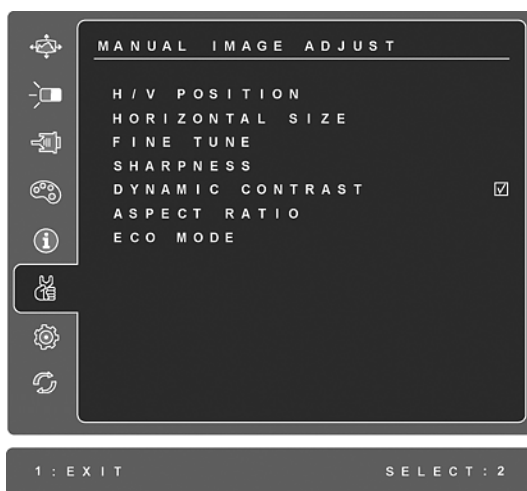 MANUAL IMAGE ADJUST
H/V POSITION
HORIZONTAL SIZE
FINE TUNE
SHARPNESS
DYNAMIC CONTRAST
ASPECT RATIO
ECO MODE
1:EXIT SELECT:2